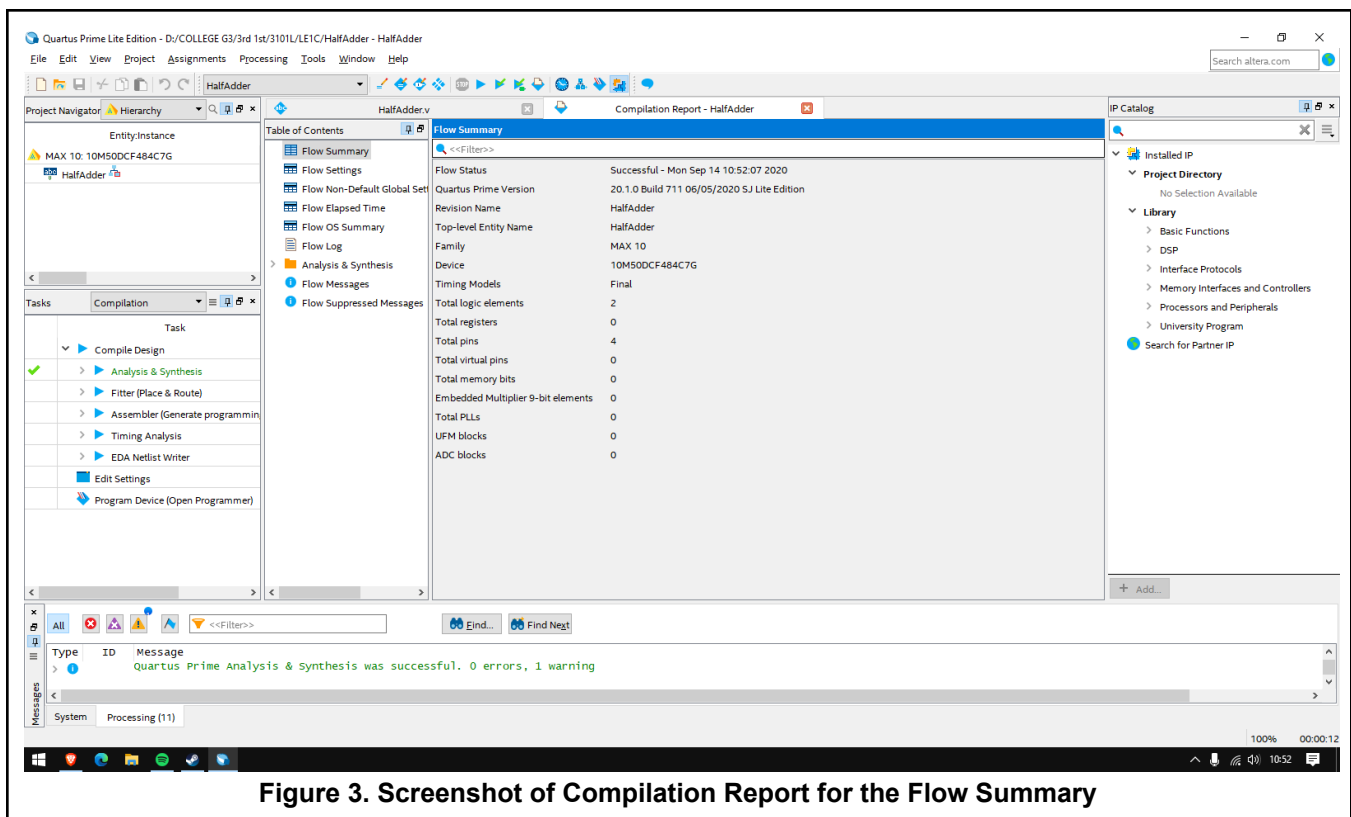 Quartus Prime Lite Edition - D:/COLLEGE G3/3rd 1st/3101L/LE1C/HalfAdder - HalfAdder
File Edit View Project Assignments Processing Tools Window Help
Search altera.com
HalfAdder
Project Navigator Hierarchy
Entity:Instance
MAX 10: 10M50DCF484C7G
HalfAdder
Tasks Compilation
Task
Compile Design
Analysis & Synthesis
Fitter (Place & Route)
Assembler (Generate programmin
Timing Analysis
EDA Netlist Writer
Edit Settings
Program Device (Open Programmer)
HalfAdder.v
Compilation Report - HalfAdder
Table of Contents
Flow Summary
Flow Settings
Flow Non-Default Global Sett
Flow Elapsed Time
Flow OS Summary
Flow Log
Analysis & Synthesis
Flow Messages
Flow Suppressed Messages
Flow Summary
<<Filter>>
Flow Status Successful - Mon Sep 14 10:52:07 2020
Quartus Prime Version 20.1.0 Build 711 06/05/2020 SJ Lite Edition
Revision Name HalfAdder
Top-level Entity Name HalfAdder
Family MAX 10
Device 10M50DCF484C7G
Timing Models Final
Total logic elements 2
Total registers 0
Total pins 4
Total virtual pins 0
Total memory bits 0
Embedded Multiplier 9-bit elements 0
Total PLLs 0
UFM blocks 0
ADC blocks 0
IP Catalog
Installed IP
Project Directory
No Selection Available
Library
Basic Functions
DSP
Interface Protocols
Memory Interfaces and Controllers
Processors and Peripherals
University Program
Search for Partner IP
+ Add...
All <<Filter>> Find... Find Next
Type ID Message
Quartus Prime Analysis & Synthesis was successful. 0 errors, 1 warning
Messages
System Processing (11)
100% 00:00:12
10:52
Figure 3. Screenshot of Compilation Report for the Flow Summary